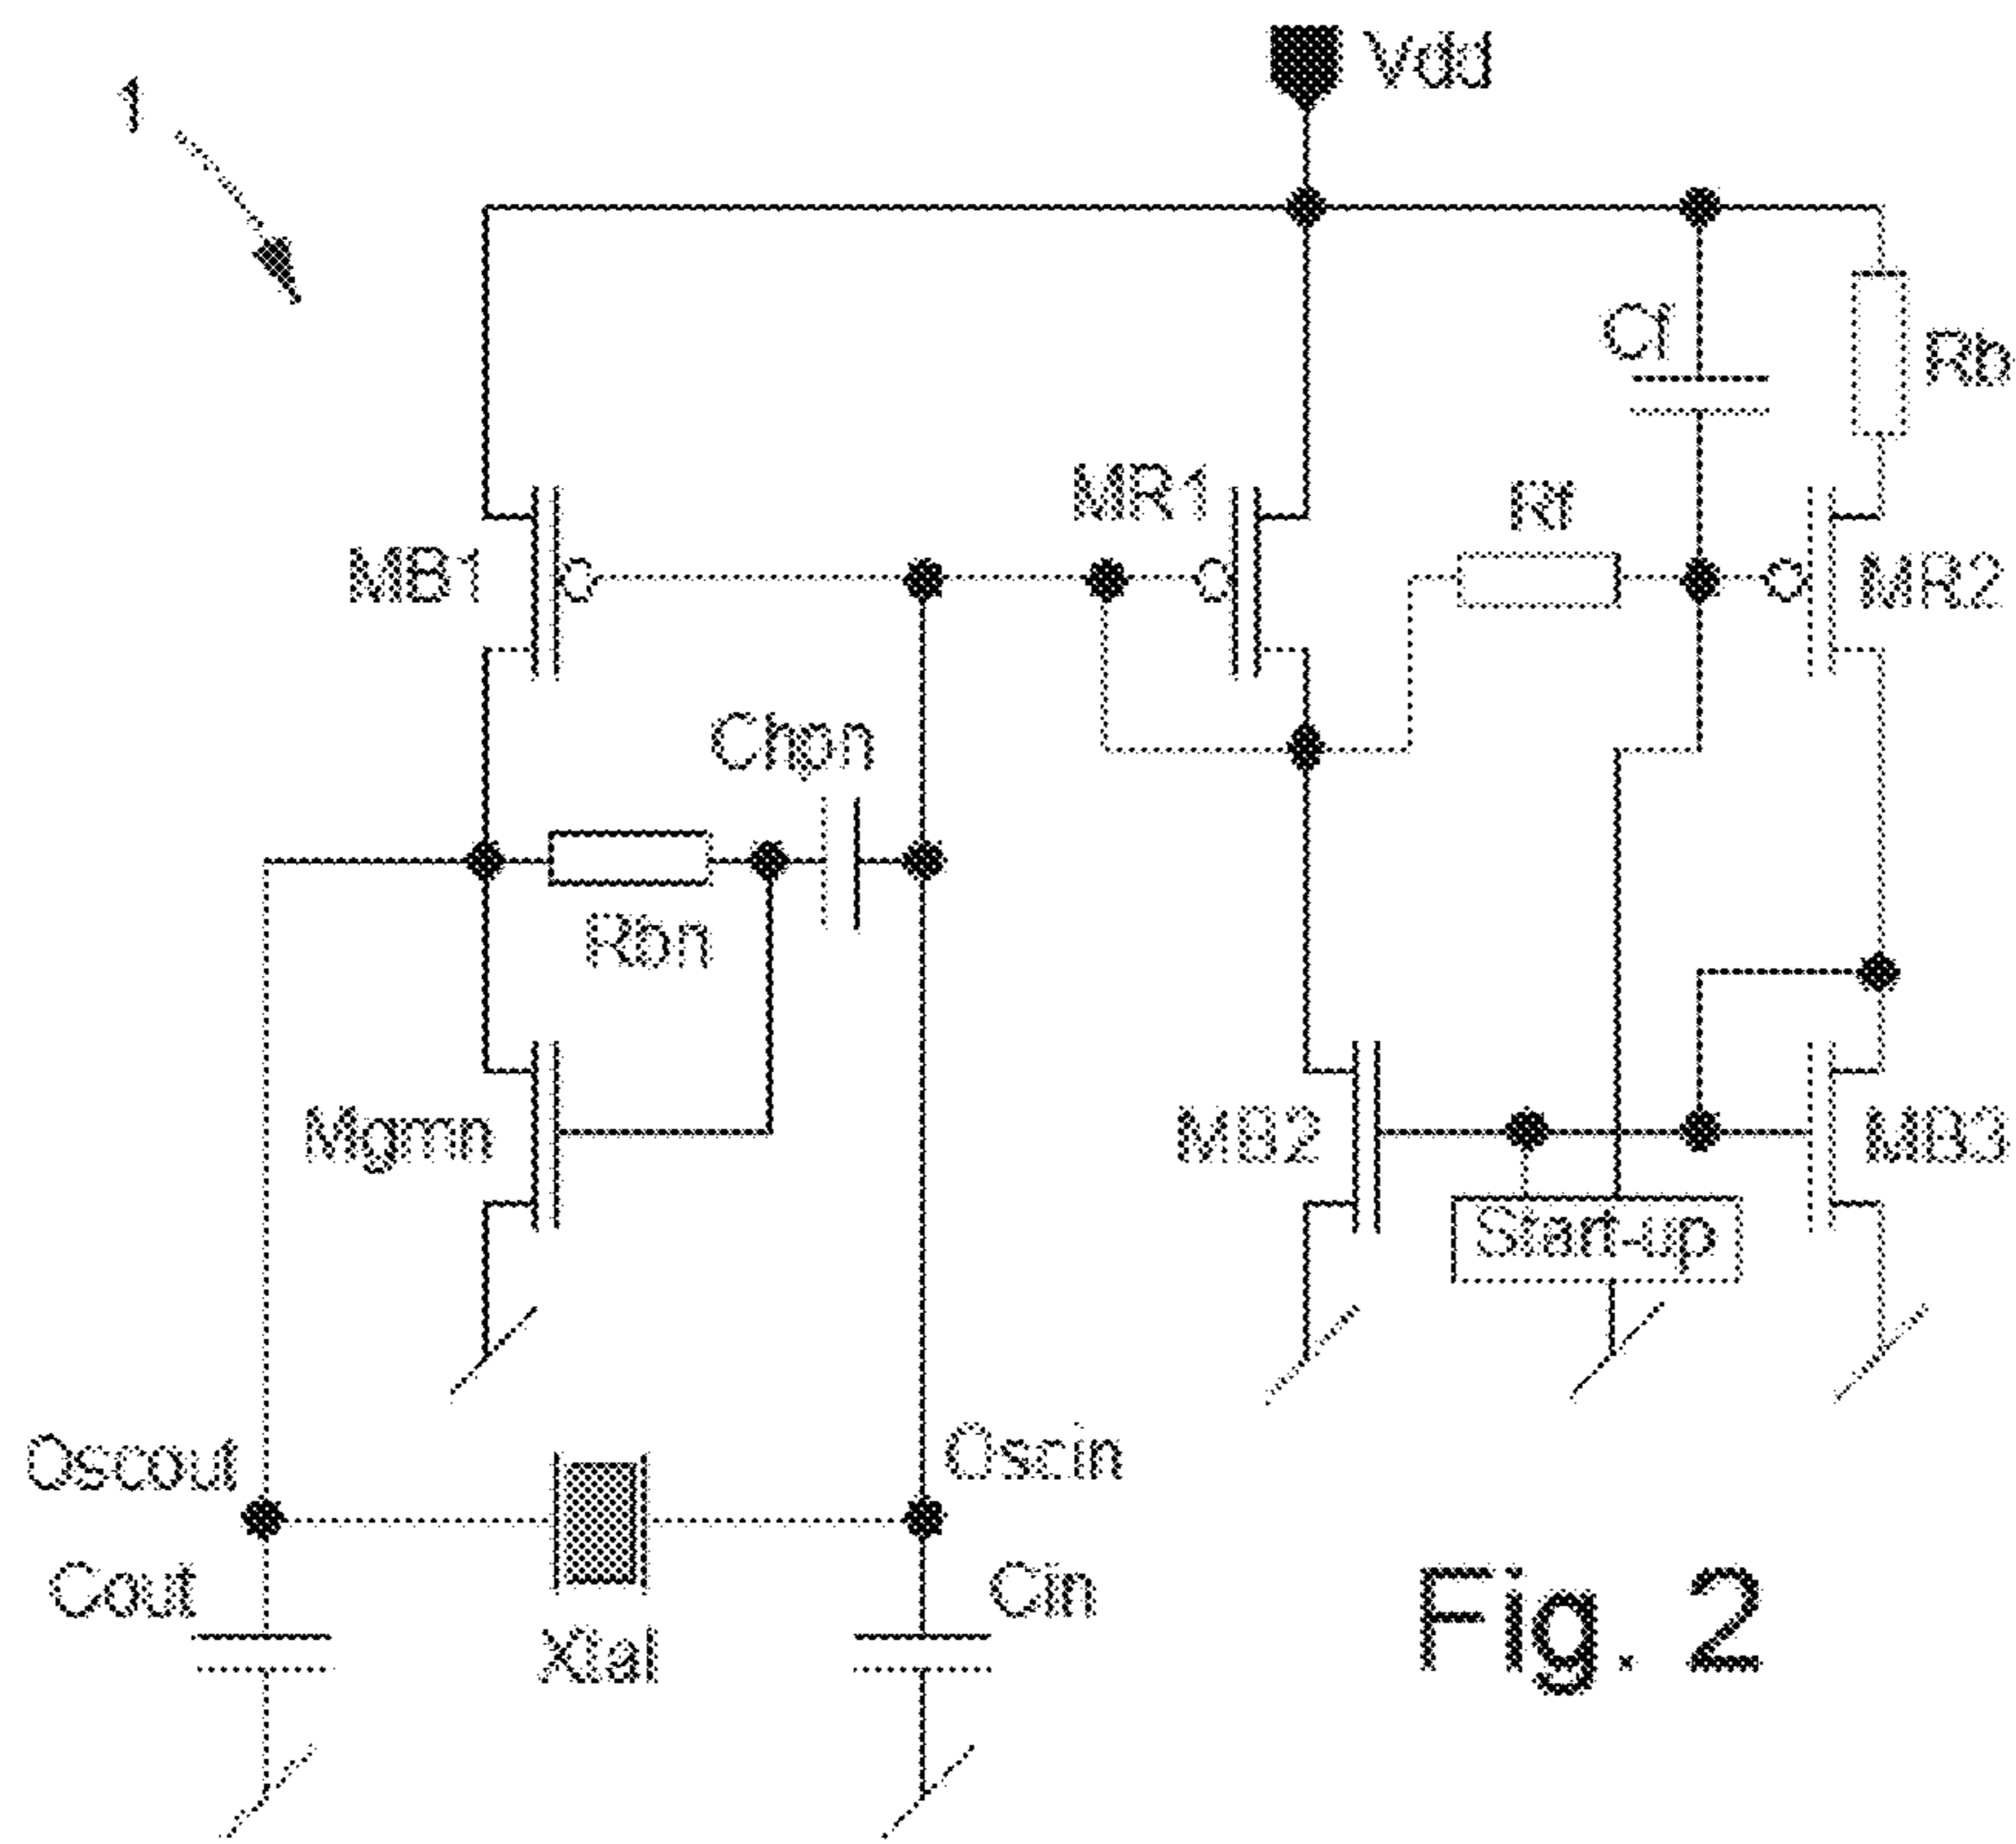 1
Vdd
Cf
Rb
MR1
Rf
MB1
MR2
Chpn
Rbn
Mgmn
MB2
MB3
Start-up
Oscout
Oscin
Cout
Cin
Xtal
Fig. 2